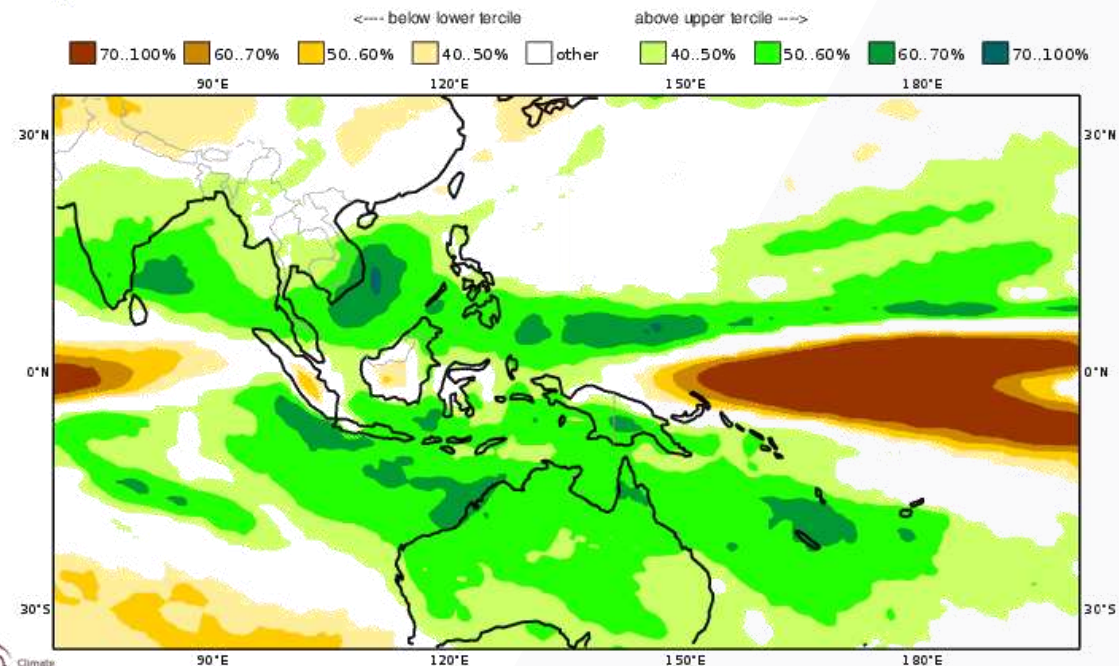 <---- below lower tercile above upper tercile ---->
70..100% 60..70% 50..60% 40..50% other 40..50% 50..60% 60..70% 70..100%
90°E 120°E 150°E 180°E
30°N 30°N
0°N 0°N
30°S 30°S
90°E 120°E 150°E 180°E
Climate